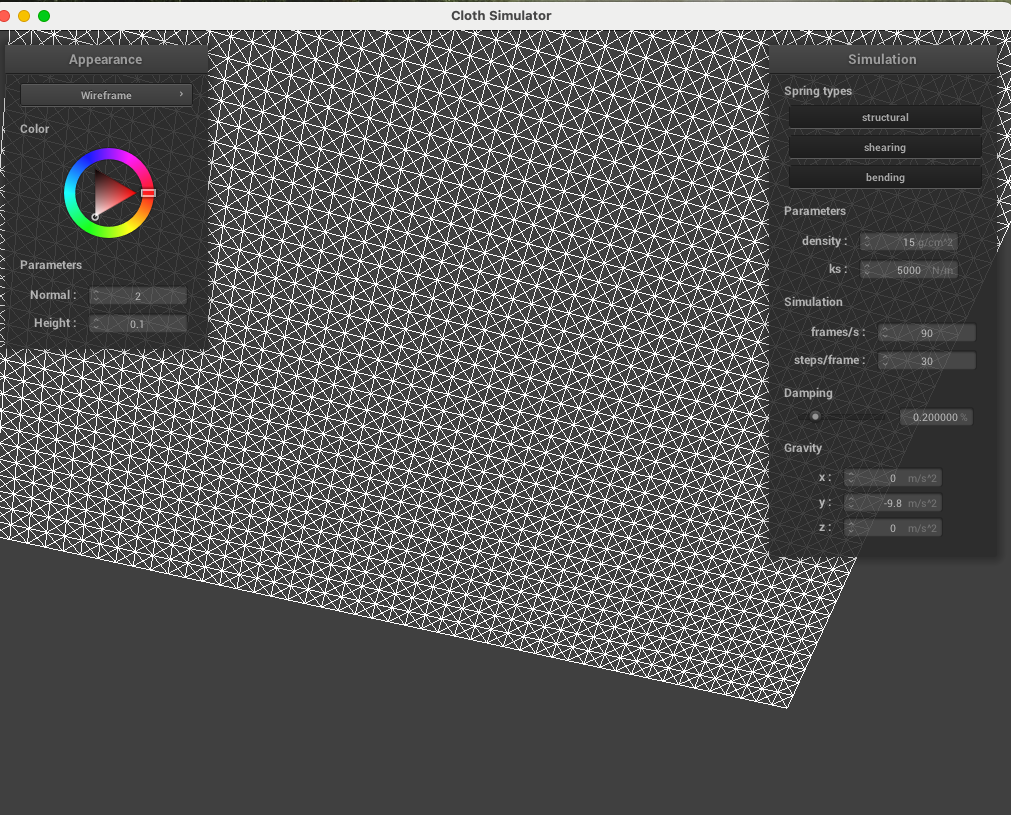 Cloth Simulator
Appearance
Wireframe
Color
Parameters
Normal : 2
Height : 0.1
Simulation
Spring types
structural
shearing
bending
Parameters
density : 15 g/cm^2
ks : 5000 N/m
Simulation
frames/s : 90
steps/frame : 30
Damping
0.200000 %
Gravity
x : 0 m/s^2
y : -9.8 m/s^2
z : 0 m/s^2